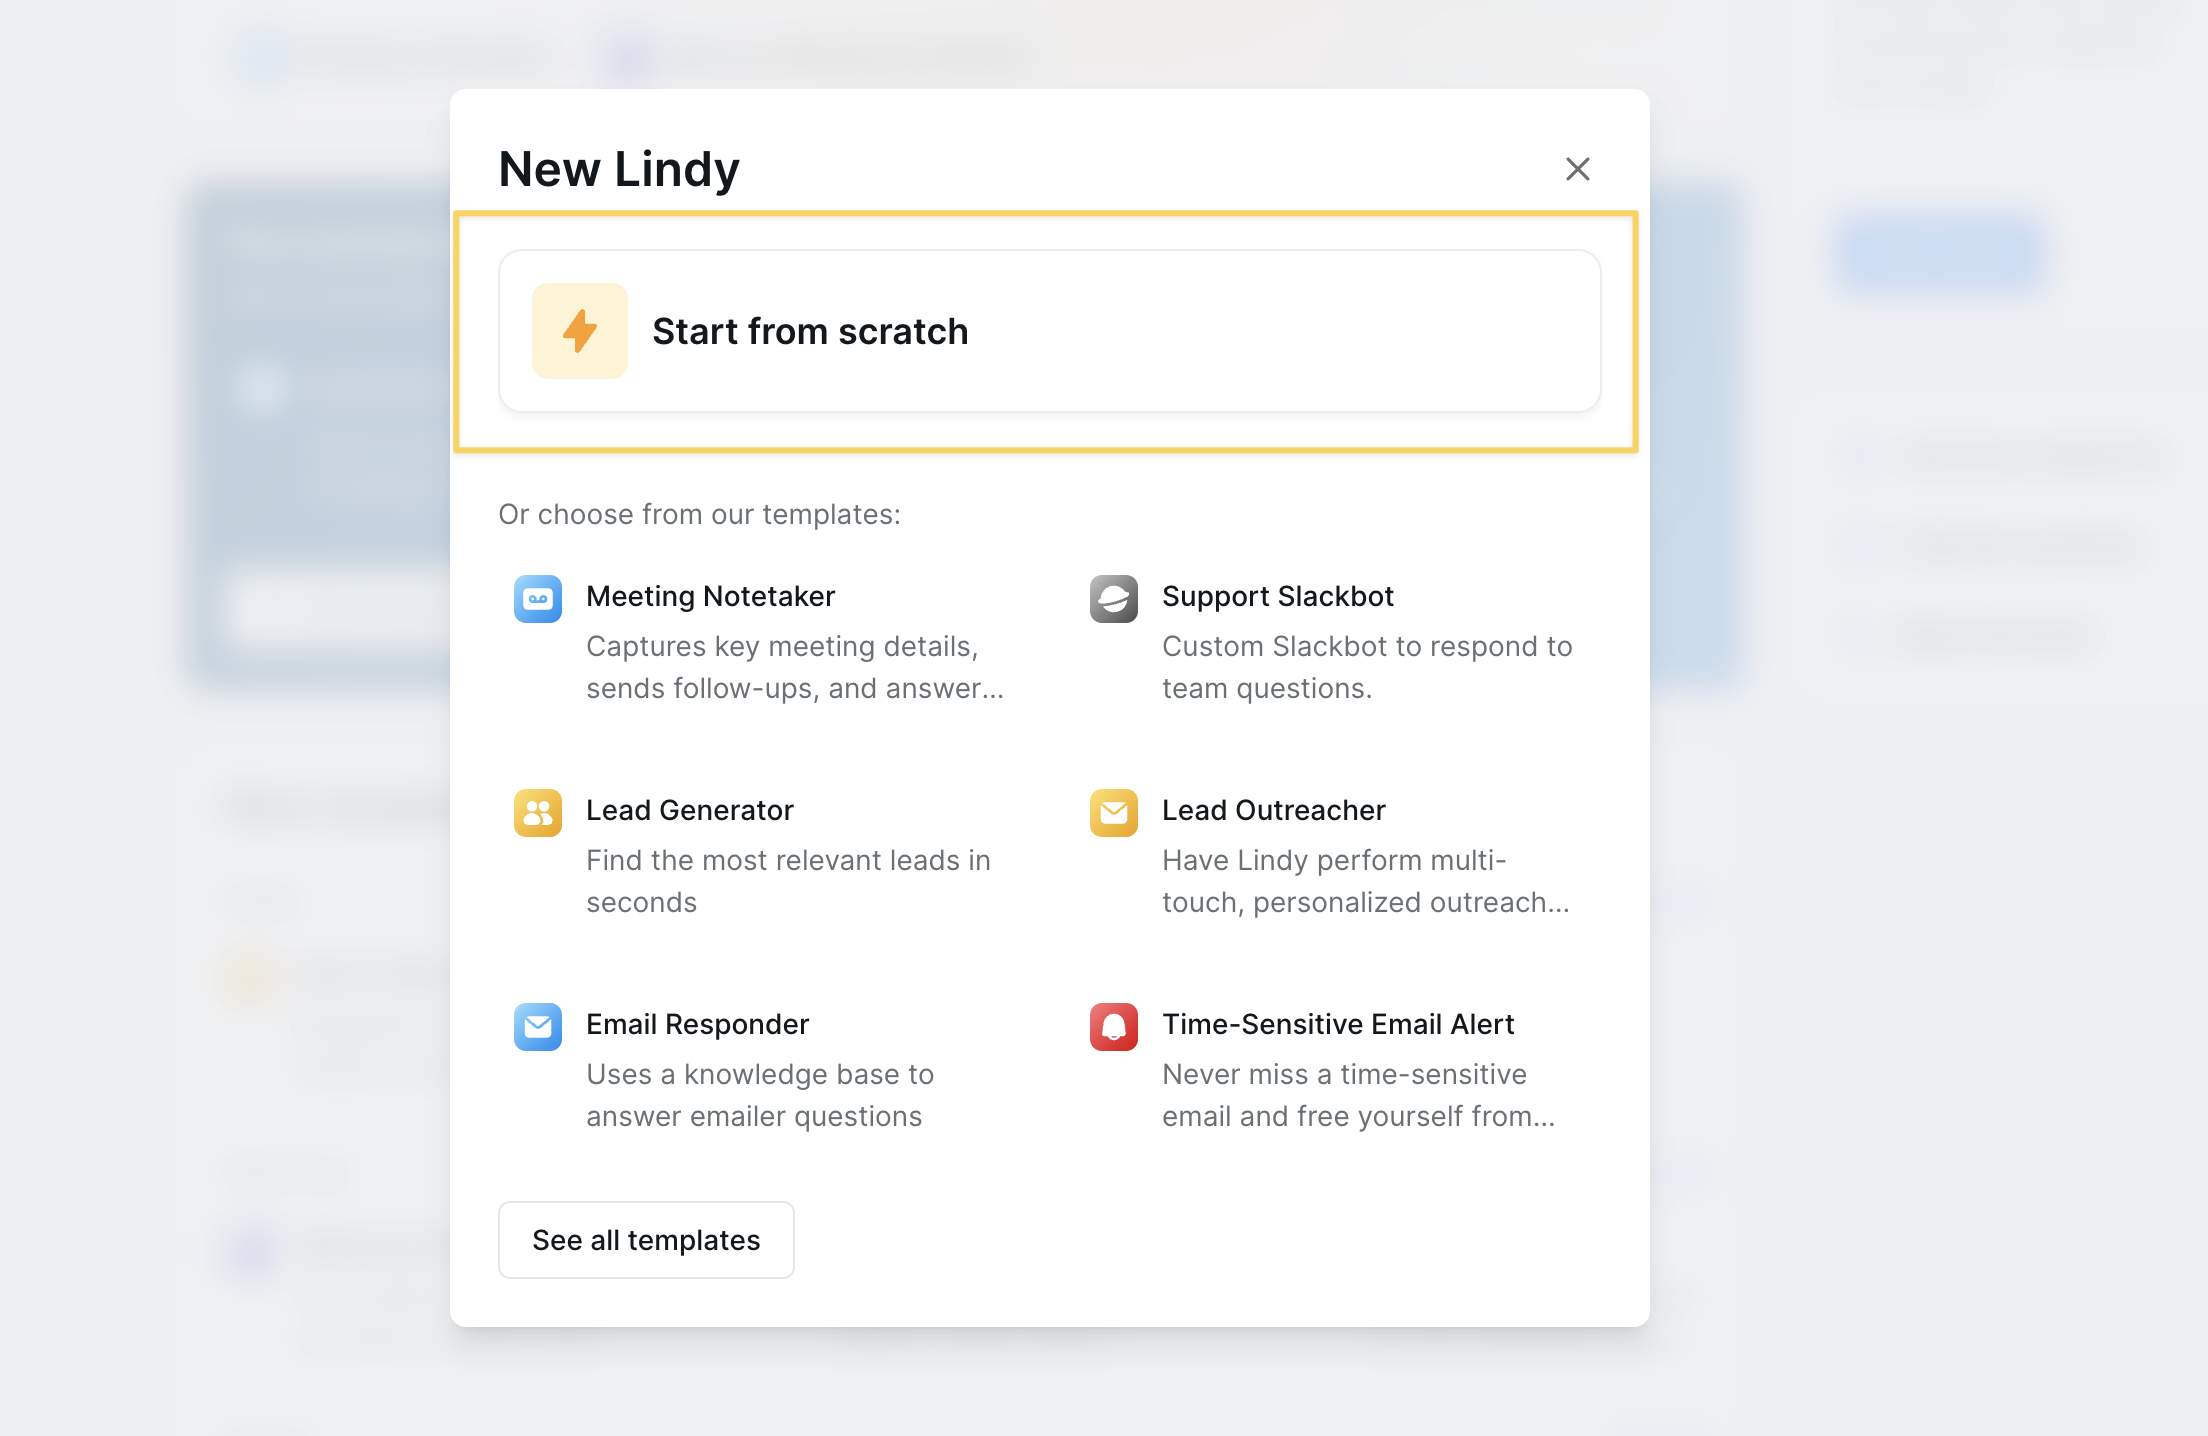 New Lindy
Start from scratch
Or choose from our templates:
Meeting Notetaker
Captures key meeting details,
sends follow-ups, and answer...
Support Slackbot
Custom Slackbot to respond to
team questions.
Lead Generator
Find the most relevant leads in
seconds
Lead Outreacher
Have Lindy perform multi-
touch, personalized outreach...
Email Responder
Uses a knowledge base to
answer emailer questions
Time-Sensitive Email Alert
Never miss a time-sensitive
email and free yourself from...
See all templates